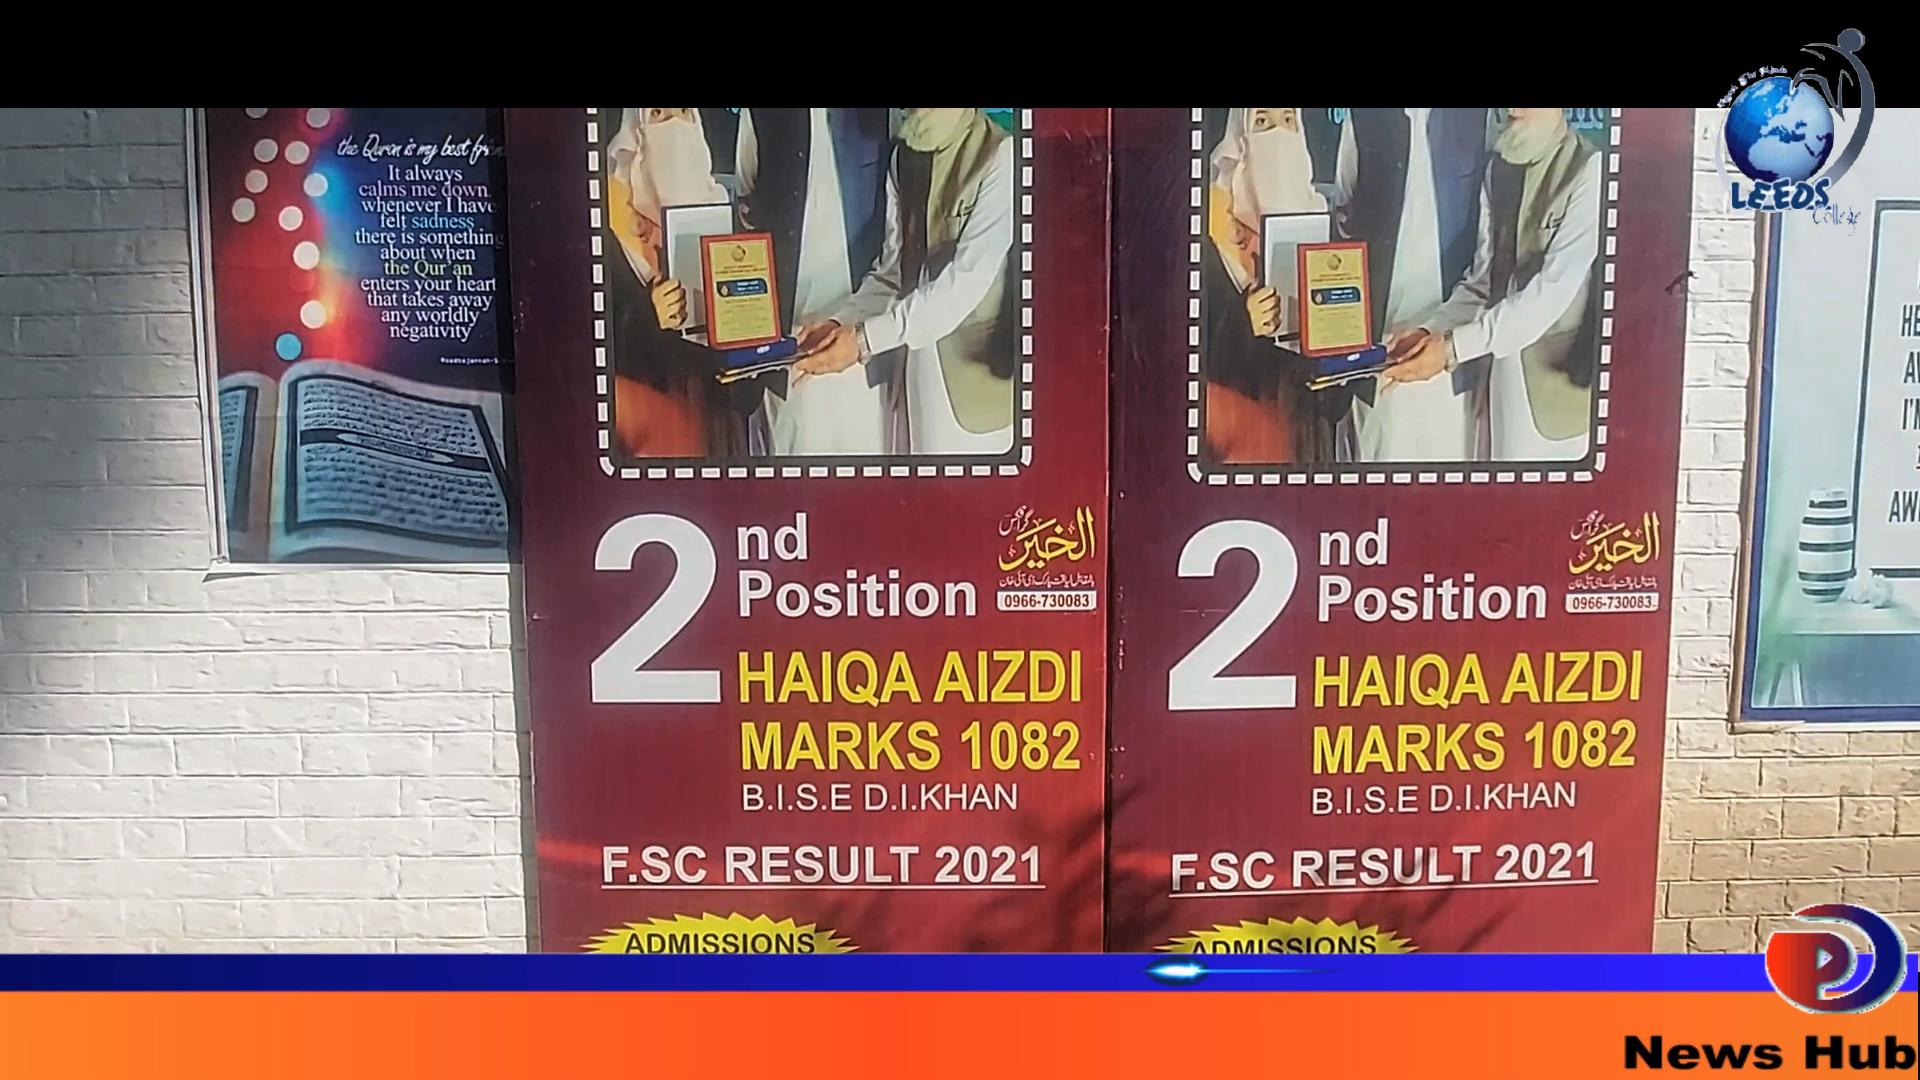 LEEDS
College
the Quran is my best
It always
calms me down.
whenever I have
felt sadness
there is something
about when
the Qur'an
enters your heart
that takes away
any worldly
negativity
2nd
Position
الخیر
گرافکس
0966-730083
HAIQA AIZDI
MARKS 1082
B.I.S.E D.I.KHAN
F.SC RESULT 2021
ADMISSIONS
2nd
Position
الخیر
گرافکس
0966-730083
HAIQA AIZDI
MARKS 1082
B.I.S.E D.I.KHAN
F.SC RESULT 2021
ADMISSIONS
News Hub